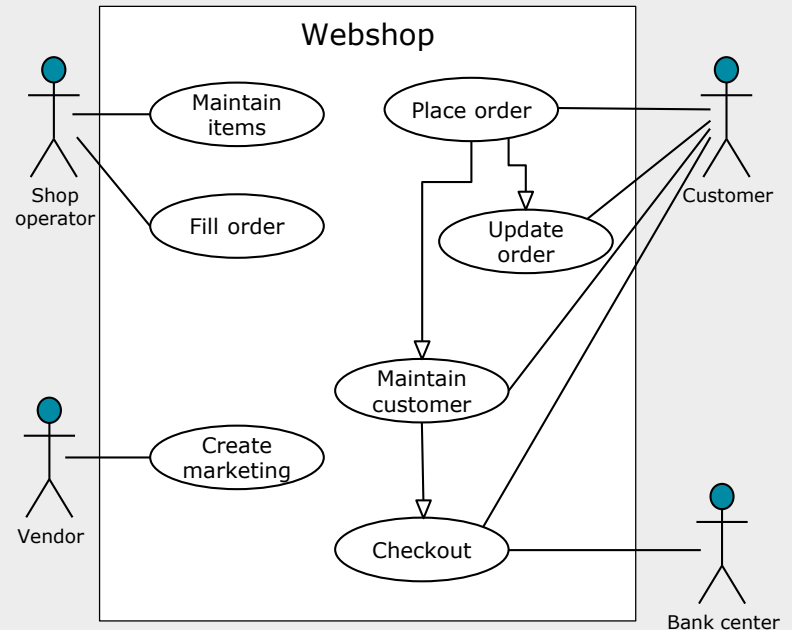 Webshop
Maintain
items
Place order
Shop
operator
Customer
Fill order
Update
order
Maintain
customer
Create
marketing
Vendor
Checkout
Bank center